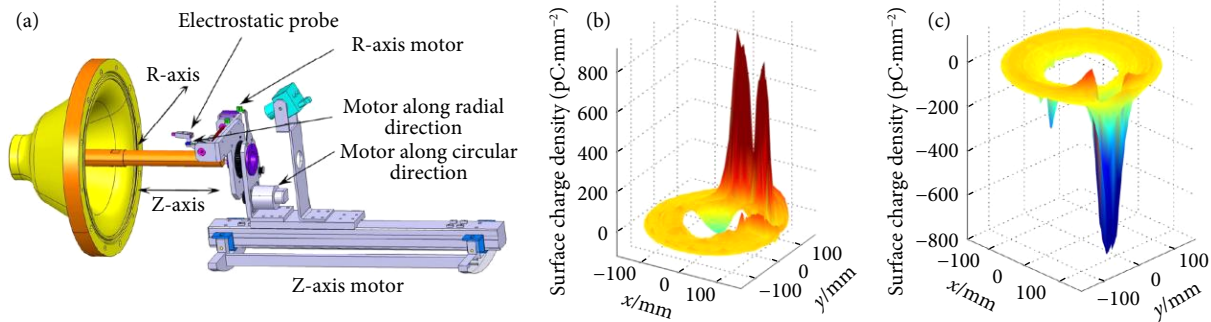 (a)
Electrostatic probe
R-axis motor
R-axis
Motor along radial
direction
Motor along circular
direction
Z-axis
Z-axis motor
(b)
Surface charge density (pC·mm−2)
800
600
400
200
0
−100
0
100
x/mm
−100
0
100
y/mm
(c)
Surface charge density (pC·mm−2)
0
−200
−400
−600
−800
−100
0
100
x/mm
−100
0
100
y/mm